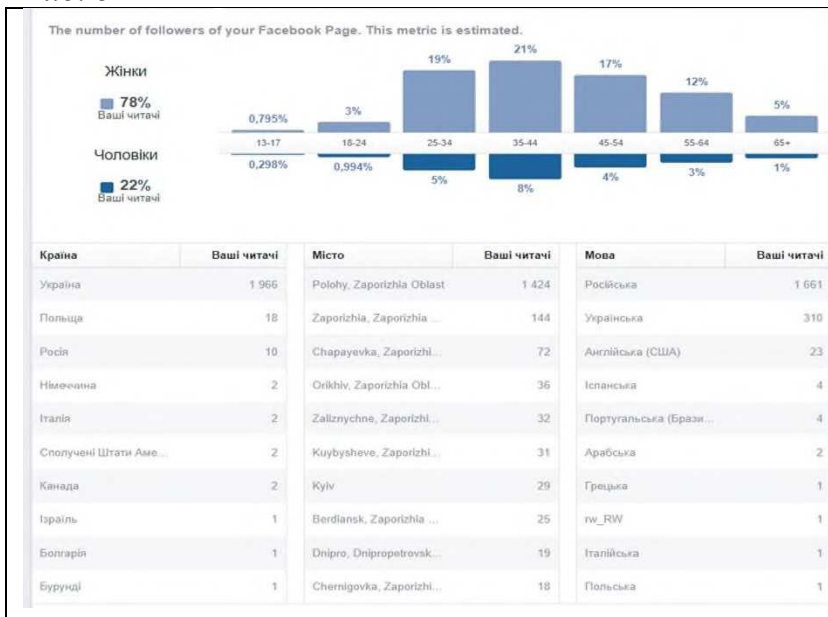 The number of followers of your Facebook Page. This metric is estimated.
Жінки
78%
Ваші читачі
Чоловіки
22%
Ваші читачі
0,795% 3% 19% 21% 17% 12% 5%
13-17 18-24 25-34 35-44 45-54 55-64 65+
0,298% 0,994% 5% 8% 4% 3% 1%
Країна Ваші читачі Місто Ваші читачі Мова Ваші читачі
Україна 1 966 Polohy, Zaporizhia Oblast 1 424 Російська 1 661
Польща 18 Zaporizhia, Zaporizhia ... 144 Українська 310
Росія 10 Chapayevka, Zaporizhi... 72 Англійська (США) 23
Німеччина 2 Orikhiv, Zaporizhia Obl... 36 Іспанська 4
Італія 2 Zaliznychne, Zaporizhi... 32 Португальська (Брази... 4
Сполучені Штати Аме... 2 Kuybysheve, Zaporizhi... 31 Арабська 2
Канада 2 Kyiv 29 Грецька 1
Ізраїль 1 Berdiansk, Zaporizhia ... 25 rw_RW 1
Болгарія 1 Dnipro, Dnipropetrovsk... 19 Італійська 1
Бурунді 1 Chernigovka, Zaporizhi... 18 Польська 1